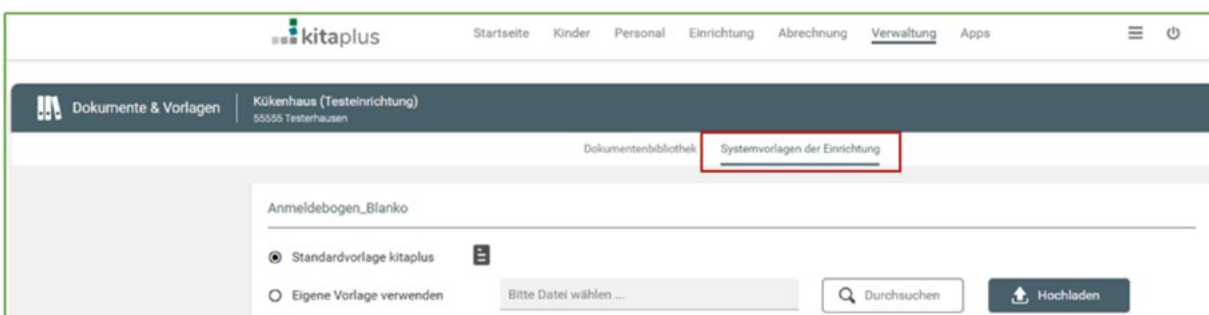 kitaplus Startseite Kinder Personal Einrichtung Abrechnung Verwaltung Apps
Dokumente & Vorlagen
Kükenhaus (Testeinrichtung)
55555 Testerhausen
Dokumentenbibliothek Systemvorlagen der Einrichtung
Anmeldebogen_Blanko
Standardvorlage kitaplus
Eigene Vorlage verwenden Bitte Datei wählen ... Durchsuchen Hochladen